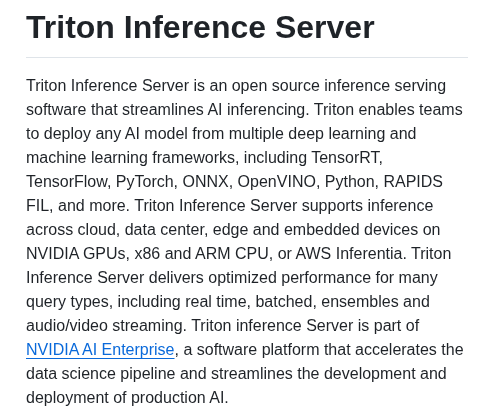 Triton Inference Server
Triton Inference Server is an open source inference serving
software that streamlines AI inferencing. Triton enables teams
to deploy any AI model from multiple deep learning and
machine learning frameworks, including TensorRT,
TensorFlow, PyTorch, ONNX, OpenVINO, Python, RAPIDS
FIL, and more. Triton Inference Server supports inference
across cloud, data center, edge and embedded devices on
NVIDIA GPUs, x86 and ARM CPU, or AWS Inferentia. Triton
Inference Server delivers optimized performance for many
query types, including real time, batched, ensembles and
audio/video streaming. Triton inference Server is part of
NVIDIA AI Enterprise, a software platform that accelerates the
data science pipeline and streamlines the development and
deployment of production AI.